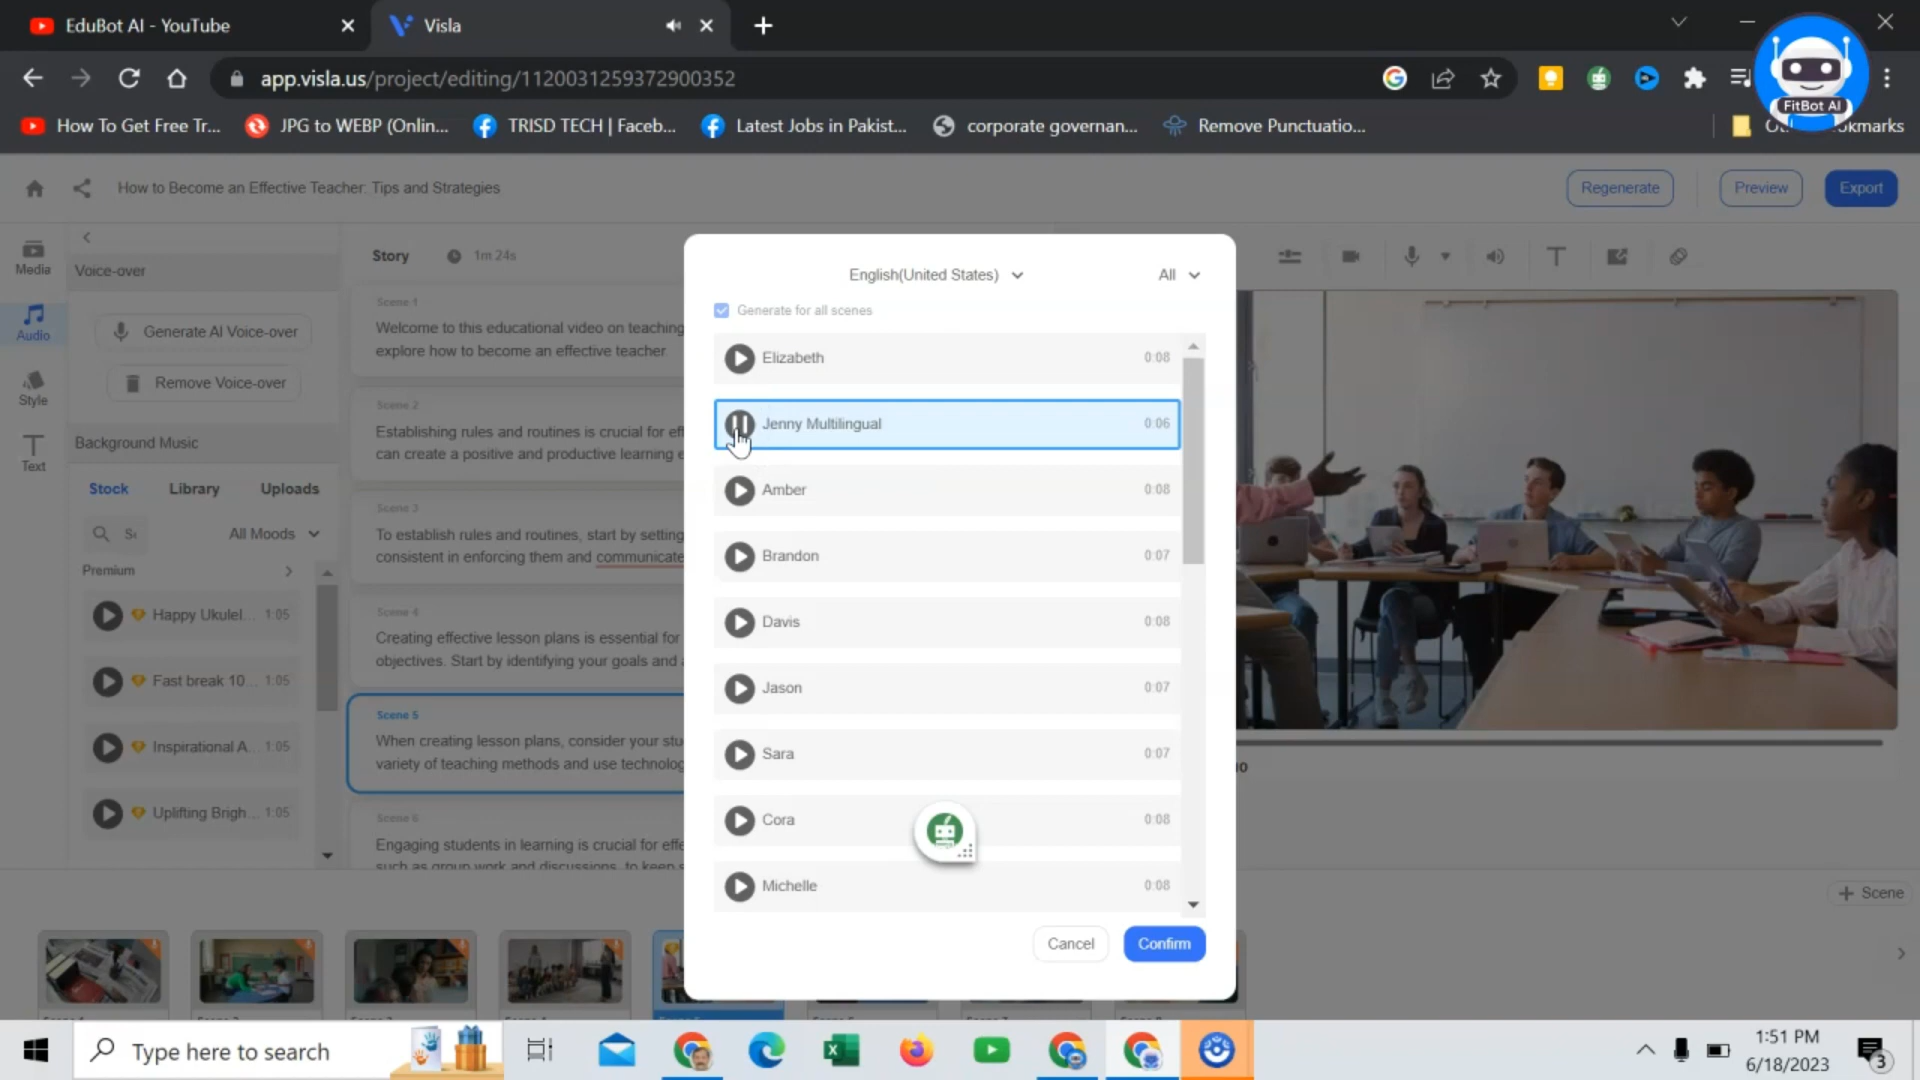 EduBot AI - YouTube
Visla
FitBot AI
app.visla.us/project/editing/1120031259372900352
How To Get Free Tr...
JPG to WEBP (Onlin...
TRISD TECH | Faceb...
Latest Jobs in Pakist...
corporate governan...
Remove Punctuatio...
How to Become an Effective Teacher: Tips and Strategies
Regenerate
Preview
Export
Media
Audio
Style
Text
Voice-over
Generate AI Voice-over
Remove Voice-over
Background Music
Stock
Library
Uploads
All Moods
Premium
Happy Ukulel... 1:05
Fast break 10... 1:05
Inspirational A... 1:05
Uplifting Brigh... 1:05
Story
1m 24s
Scene 1
Welcome to this educational video on teaching
explore how to become an effective teacher.
Scene 2
Establishing rules and routines is crucial for eff
can create a positive and productive learning e
Scene 3
To establish rules and routines, start by setting
consistent in enforcing them and communicate
Scene 4
Creating effective lesson plans is essential for
objectives. Start by identifying your goals and a
Scene 5
When creating lesson plans, consider your stu
variety of teaching methods and use technolog
Scene 6
Engaging students in learning is crucial for effe
such as group work and discussions, to keep s
English(United States)
All
Generate for all scenes
Elizabeth 0:08
Jenny Multilingual 0:06
Amber 0:08
Brandon 0:07
Davis 0:08
Jason 0:07
Sara 0:07
Cora 0:08
Michelle 0:08
Cancel
Confirm
+ Scene
Type here to search
1:51 PM
6/18/2023
3